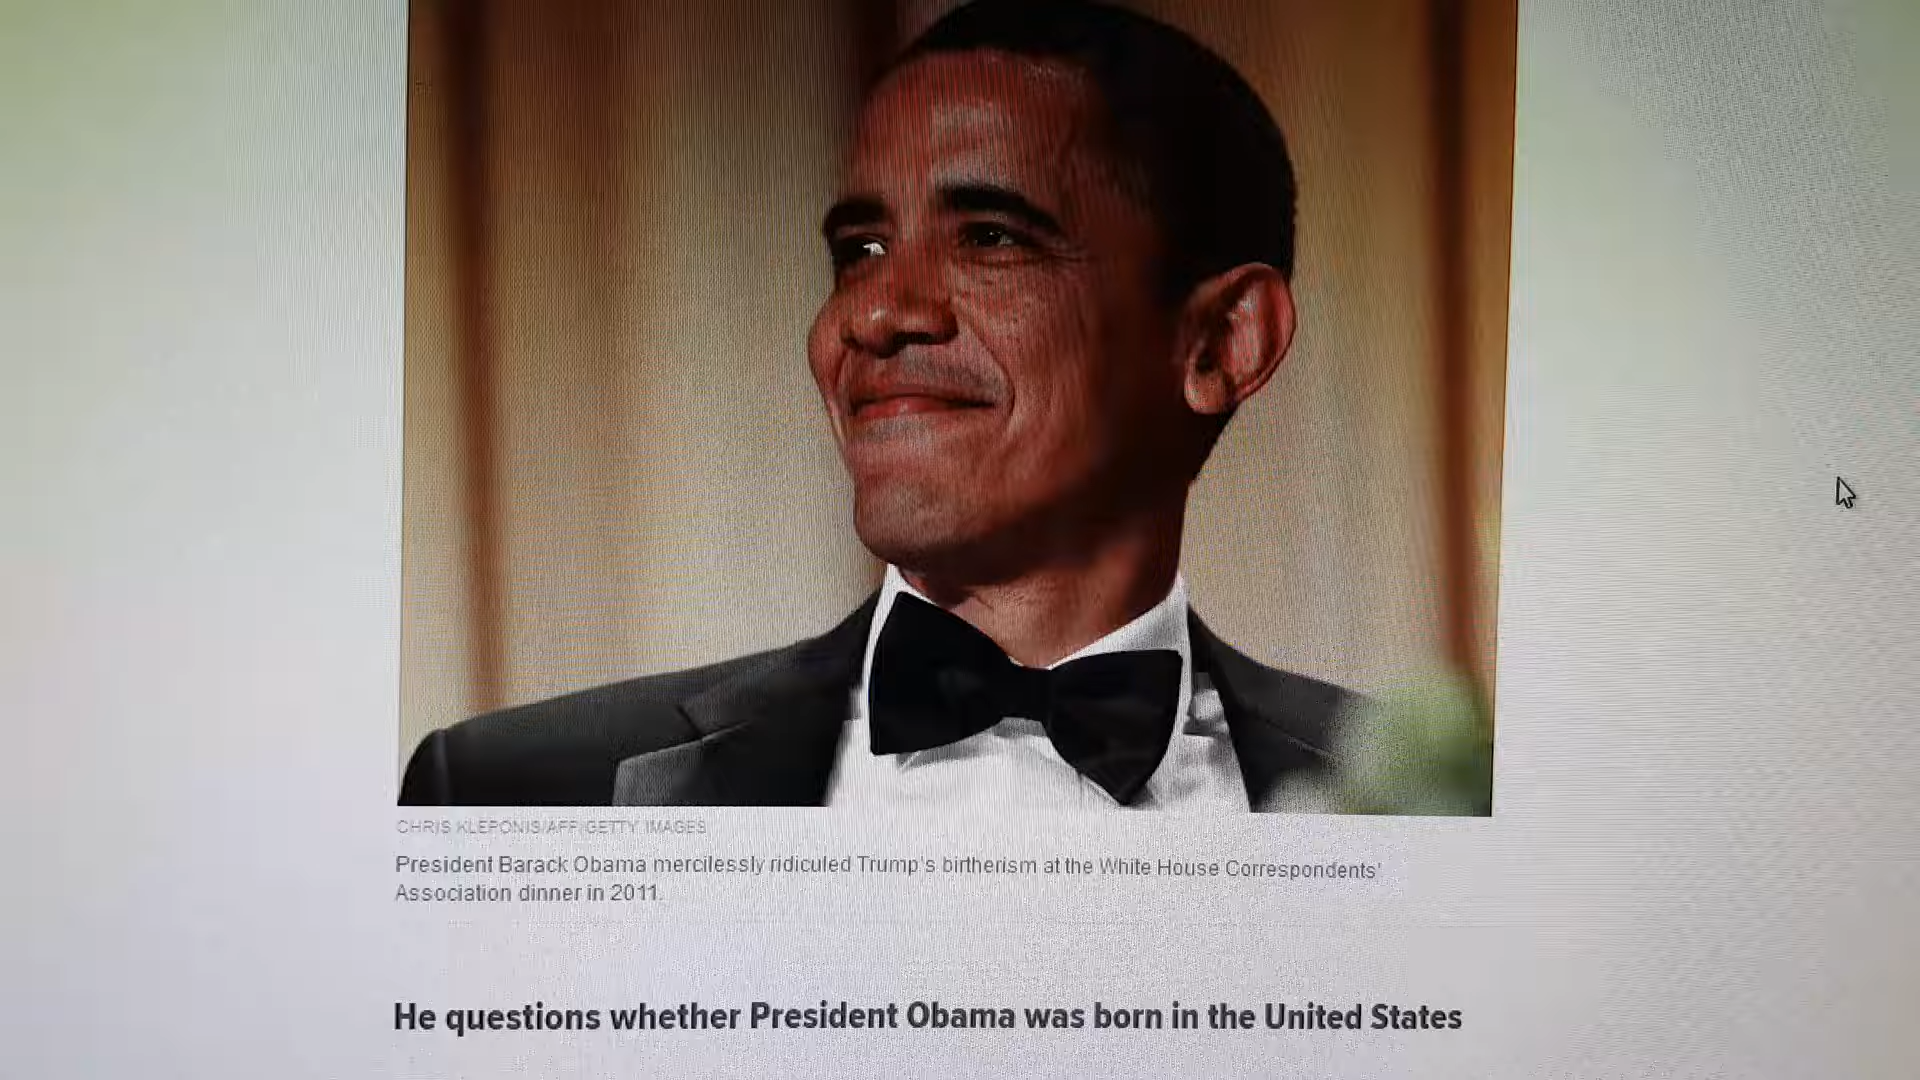 CHRIS KLEPONIS/AFP/GETTY IMAGES
President Barack Obama mercilessly ridiculed Trump's birtherism at the White House Correspondents'
Association dinner in 2011.
He questions whether President Obama was born in the United States